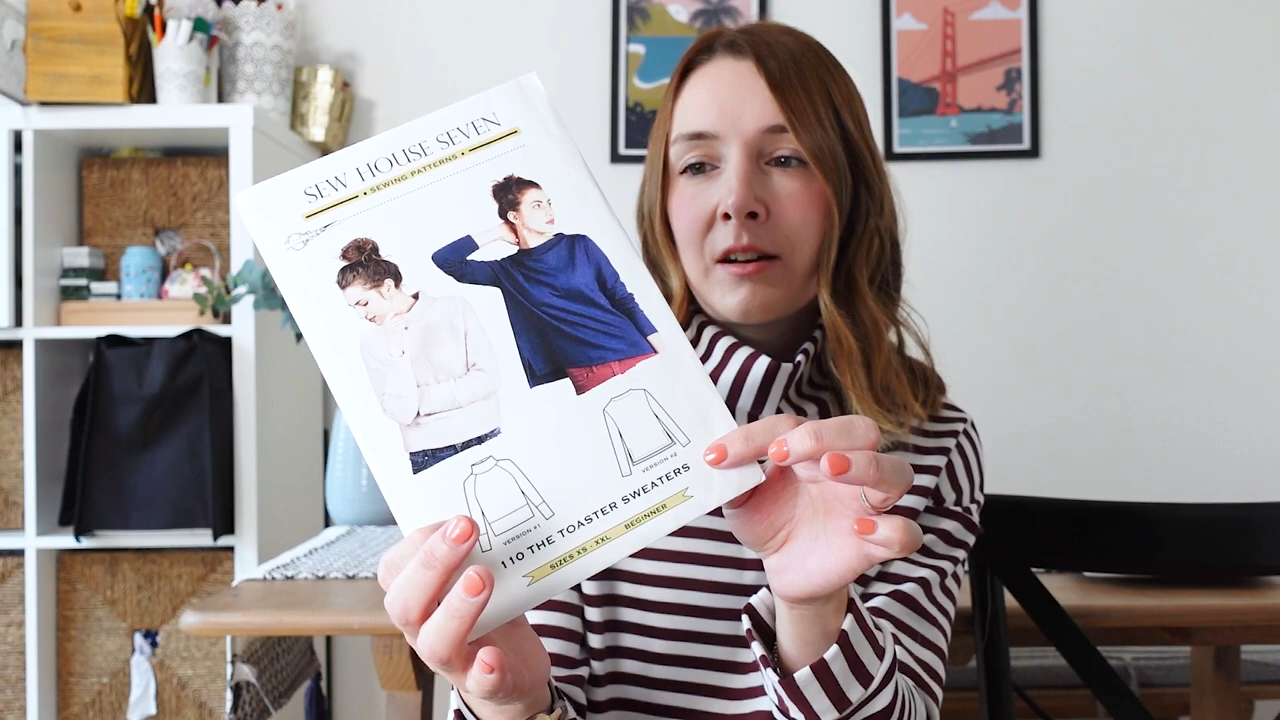 SEW HOUSE SEVEN
• SEWING PATTERNS •
VERSION #2
VERSION #1
110 THE TOASTER SWEATERS
SIZES XS - XXL BEGINNER